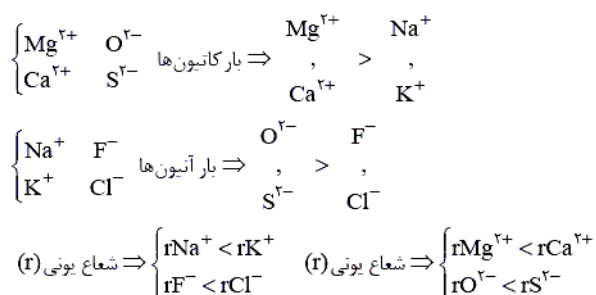 Mg²⁺ O²⁻ بار کاتیون‌ها ⇒ Mg²⁺ , Ca²⁺ > Na⁺ , K⁺
Ca²⁺ S²⁻
Na⁺ F⁻ بار آنیون‌ها ⇒ O²⁻ , S²⁻ > F⁻ , Cl⁻
K⁺ Cl⁻
شعاع یونی (r) ⇒ { rNa⁺ < rK⁺ شعاع یونی (r) ⇒ { rMg²⁺ < rCa²⁺
rF⁻ < rCl⁻ rO²⁻ < rS²⁻